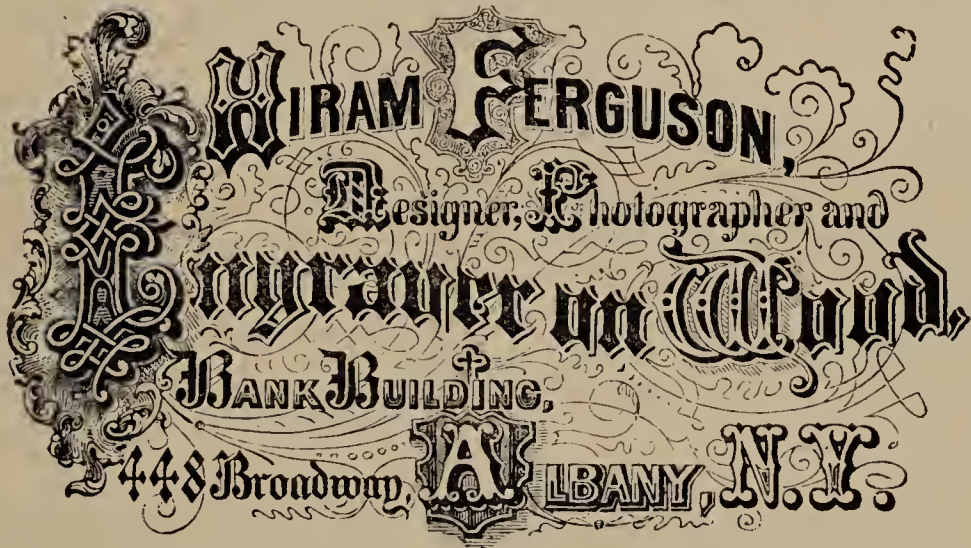 HIRAM FERGUSON,
Designer, Photographer and
Engraver on Wood,
BANK BUILDING,
448 Broadway, ALBANY, N.Y.